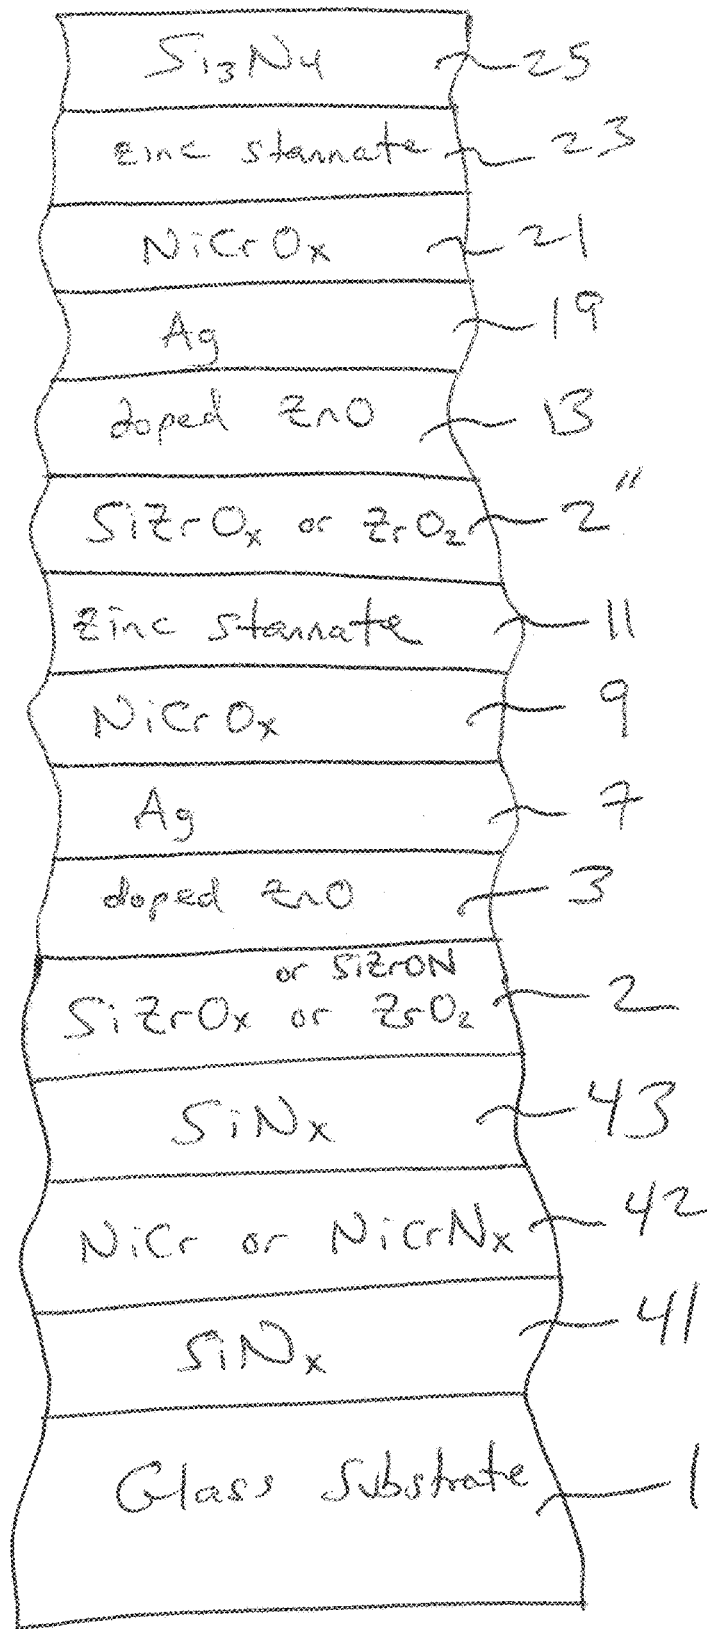 Si₃N₄ 25
zinc stannate 23
NiCrOₓ 21
Ag 19
doped ZnO 13
SiZrOₓ or ZrO₂ 2"
zinc stannate 11
NiCrOₓ 9
Ag 7
doped ZnO 3
or SiZrON
SiZrOₓ or ZrO₂ 2
SiNₓ 43
NiCr or NiCrNₓ 42
SiNₓ 41
Glass Substrate 1